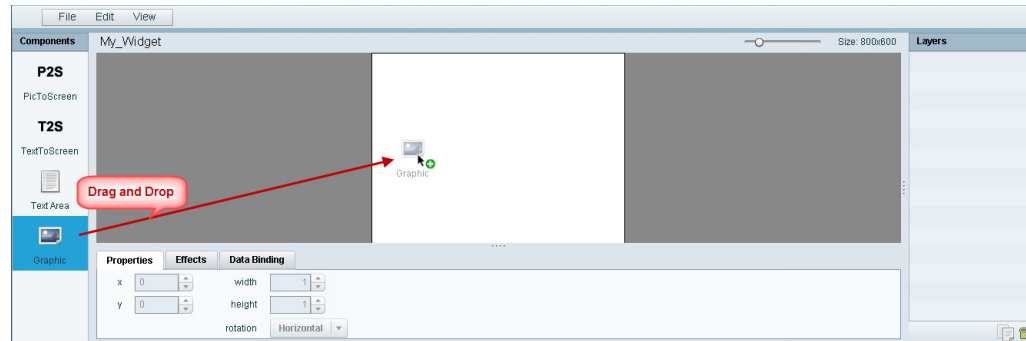 File Edit View
Components My_Widget Size: 800x600 Layers
P2S
PicToScreen
T2S
TextToScreen
Graphic
Drag and Drop
Text Area
Graphic
Properties Effects Data Binding
x 0 width 1
y 0 height 1
rotation Horizontal